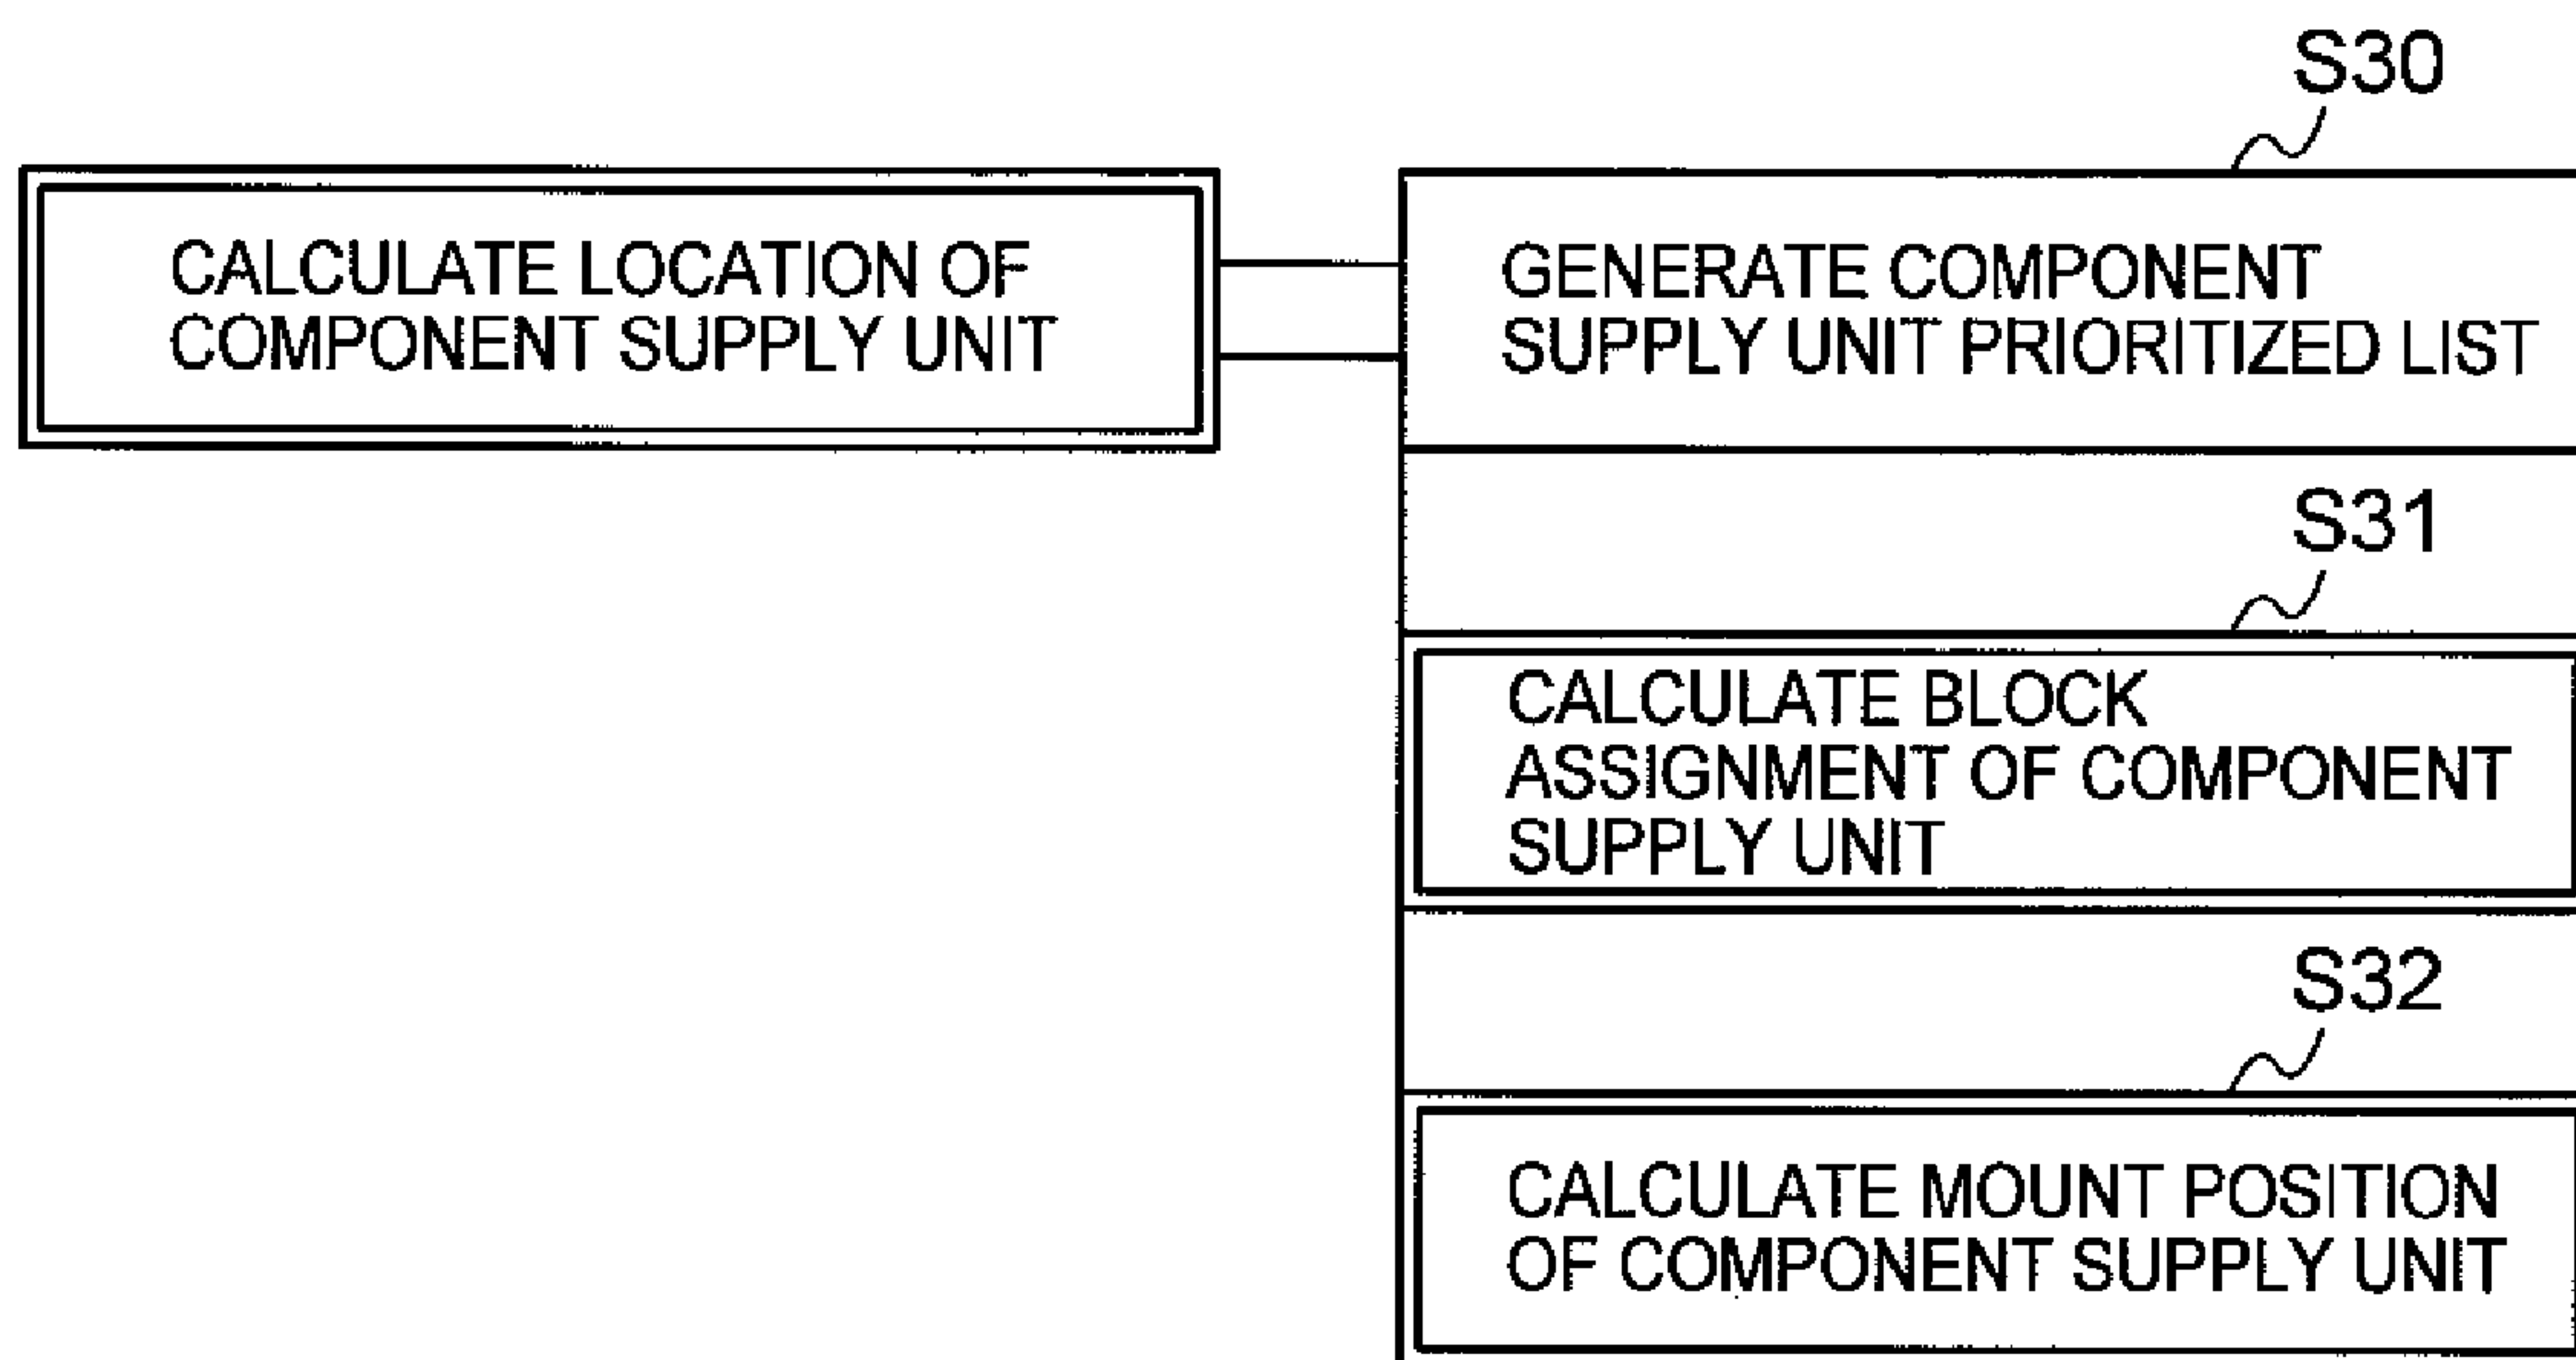 S30
CALCULATE LOCATION OF
COMPONENT SUPPLY UNIT
GENERATE COMPONENT
SUPPLY UNIT PRIORITIZED LIST
S31
CALCULATE BLOCK
ASSIGNMENT OF COMPONENT
SUPPLY UNIT
S32
CALCULATE MOUNT POSITION
OF COMPONENT SUPPLY UNIT